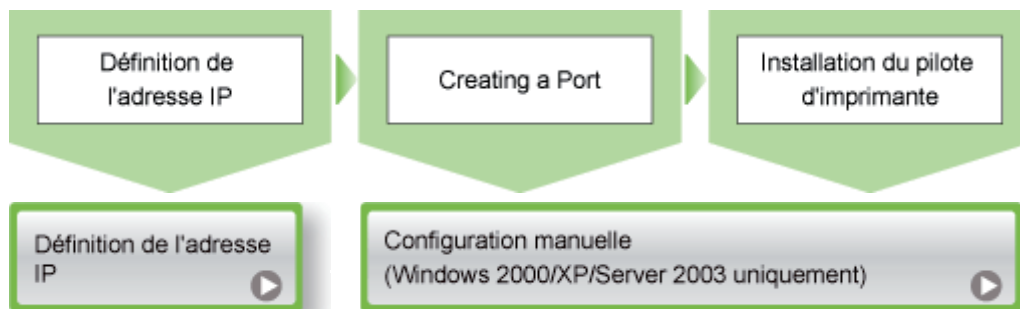 Définition de
l'adresse IP
Creating a Port
Installation du pilote
d'imprimante
Définition de l'adresse
IP
Configuration manuelle
(Windows 2000/XP/Server 2003 uniquement)